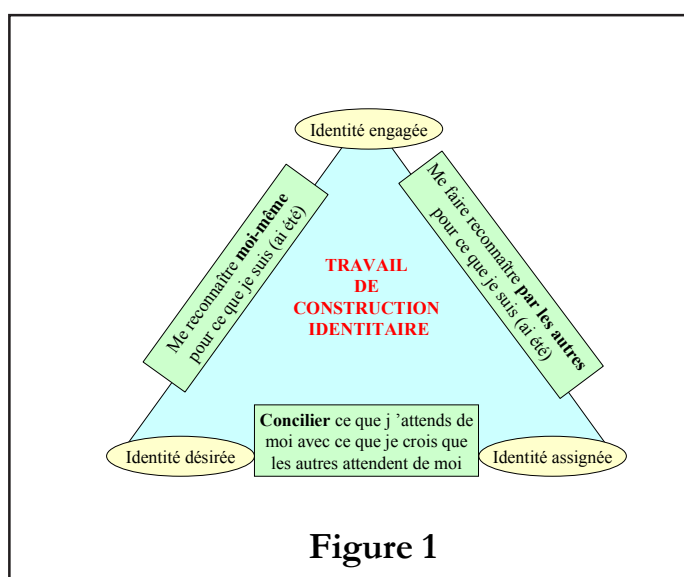 Identité engagée
Me reconnaître moi-même
pour ce que je suis (ai été)
Me faire reconnaître par les autres
pour ce que je suis (ai été)
TRAVAIL
DE
CONSTRUCTION
IDENTITAIRE
Identité désirée
Concilier ce que j ’attends de
moi avec ce que je crois que
les autres attendent de moi
Identité assignée
Figure 1